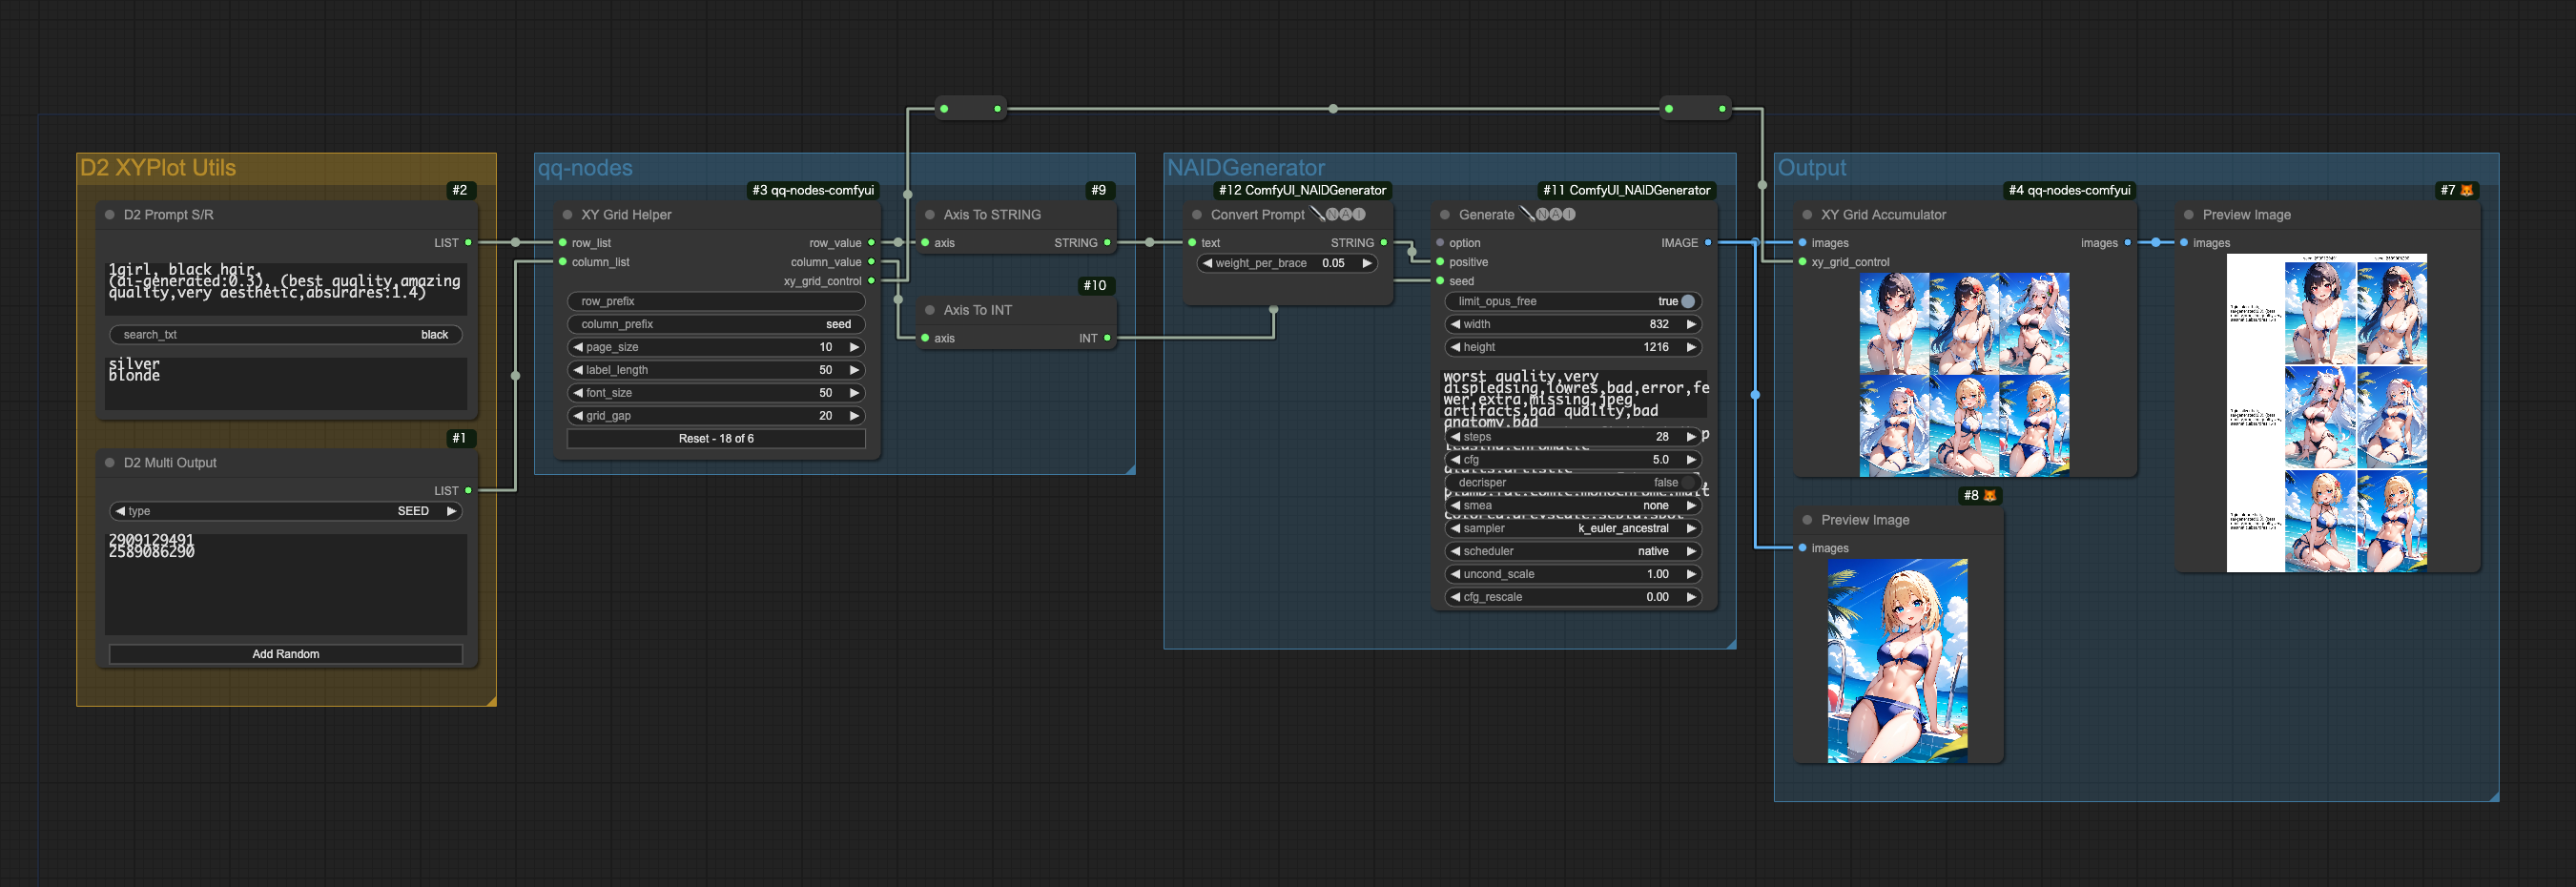 D2 XYPlot Utils
#2
D2 Prompt S/R
LIST
1girl, black hair,
(ai-generated:0.3), (best quality,amazing
quality,very aesthetic,absurdres:1.4)
search_txt black
silver
blonde
#1
D2 Multi Output
LIST
type SEED
2909129491
2589086290
Add Random
qq-nodes
#3 qq-nodes-comfyui
XY Grid Helper
row_list row_value
column_list column_value
xy_grid_control
row_prefix
column_prefix seed
page_size 10
label_length 50
font_size 50
grid_gap 20
Reset - 18 of 6
#9
Axis To STRING
axis STRING
#10
Axis To INT
axis INT
NAIDGenerator
#12 ComfyUI_NAIDGenerator
Convert Prompt NAI
text STRING
weight_per_brace 0.05
#11 ComfyUI_NAIDGenerator
Generate NAI
option IMAGE
positive
seed
limit_opus_free true
width 832
height 1216
worst quality,very
displeasing,lowres,bad,error,fe
wer,extra,missing,jpeg
artifacts,bad quality,bad
anatomy,bad
steps 28
cfg 5.0
decrisper false
smea none
sampler k_euler_ancestral
scheduler native
uncond_scale 1.00
cfg_rescale 0.00
Output
#4 qq-nodes-comfyui
XY Grid Accumulator
images images
xy_grid_control
#8
Preview Image
images
#7
Preview Image
images